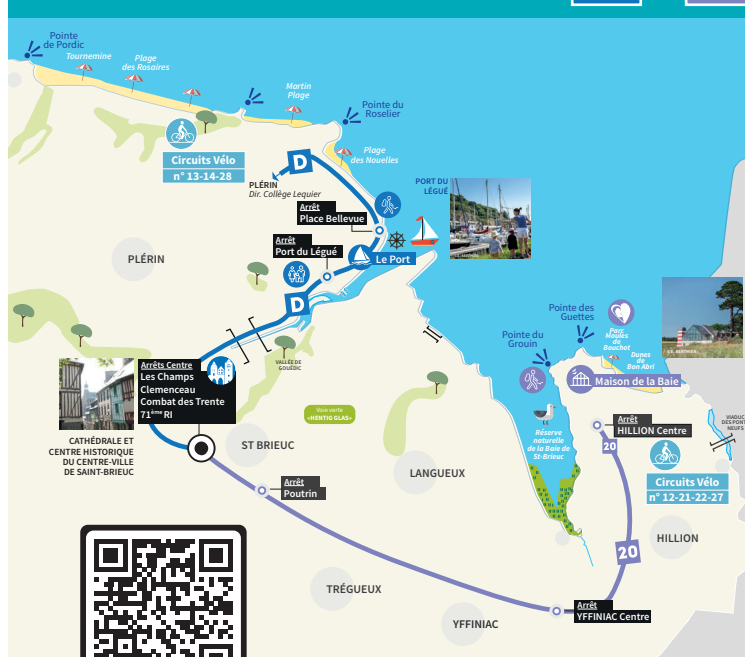 Pointe
de Pordic
Tournemine
Plage
des Rosaires
Martin
Plage
Pointe du
Roselier
Plage
des Nouelles
Circuits Vélo
n° 13-14-28
D
PLÉRIN
Dir. Collège Lequier
Arrêt
Place Bellevue
PORT DU
LÉGUÉ
Arrêt
Port du Légué
Le Port
PLÉRIN
D
Pointe des
Guettes
Pointe du
Grouin
Parc
Moules
de
Bouchot
Dunes
de
Bon Abri
Maison de la Baie
VALLÉE DE
GOUÉDIC
Arrêts Centre
Les Champs
Clemenceau
Combat des Trente
71ème RI
Voie verte
«HENTIG GLAS»
CATHÉDRALE ET
CENTRE HISTORIQUE
DU CENTRE-VILLE
DE SAINT-BRIEUC
ST BRIEUC
Réserve
naturelle
de la Baie de
St-Brieuc
Arrêt
HILLION Centre
20
VIADUC
DES PONT
NEUFS
LANGUEUX
Circuits Vélo
n° 12-21-22-27
Arrêt
Poutrin
HILLION
20
TRÉGUEUX
Arrêt
YFFINIAC Centre
YFFINIAC